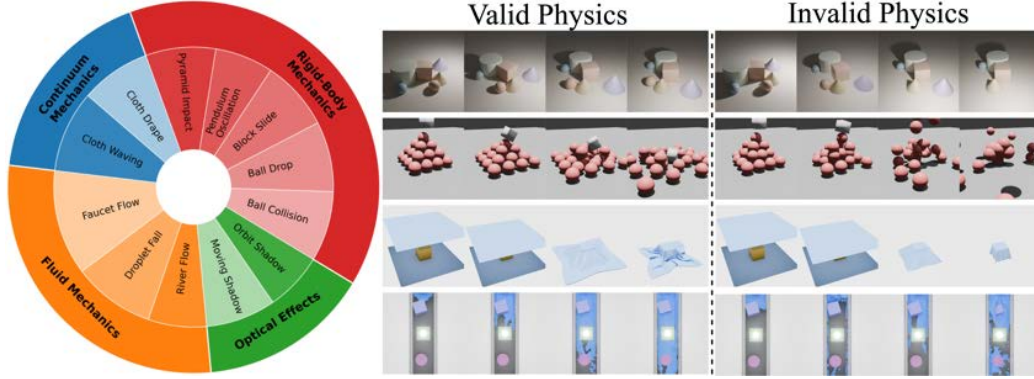 Continuum
Mechanics
Cloth Drape
Cloth Waving
Rigid-Body
Mechanics
Pyramid Impact
Pendulum
Oscillation
Block Slide
Ball Drop
Ball Collision
Optical Effects
Orbit Shadow
Moving Shadow
Fluid Mechanics
River Flow
Droplet Fall
Faucet Flow
Valid Physics
Invalid Physics